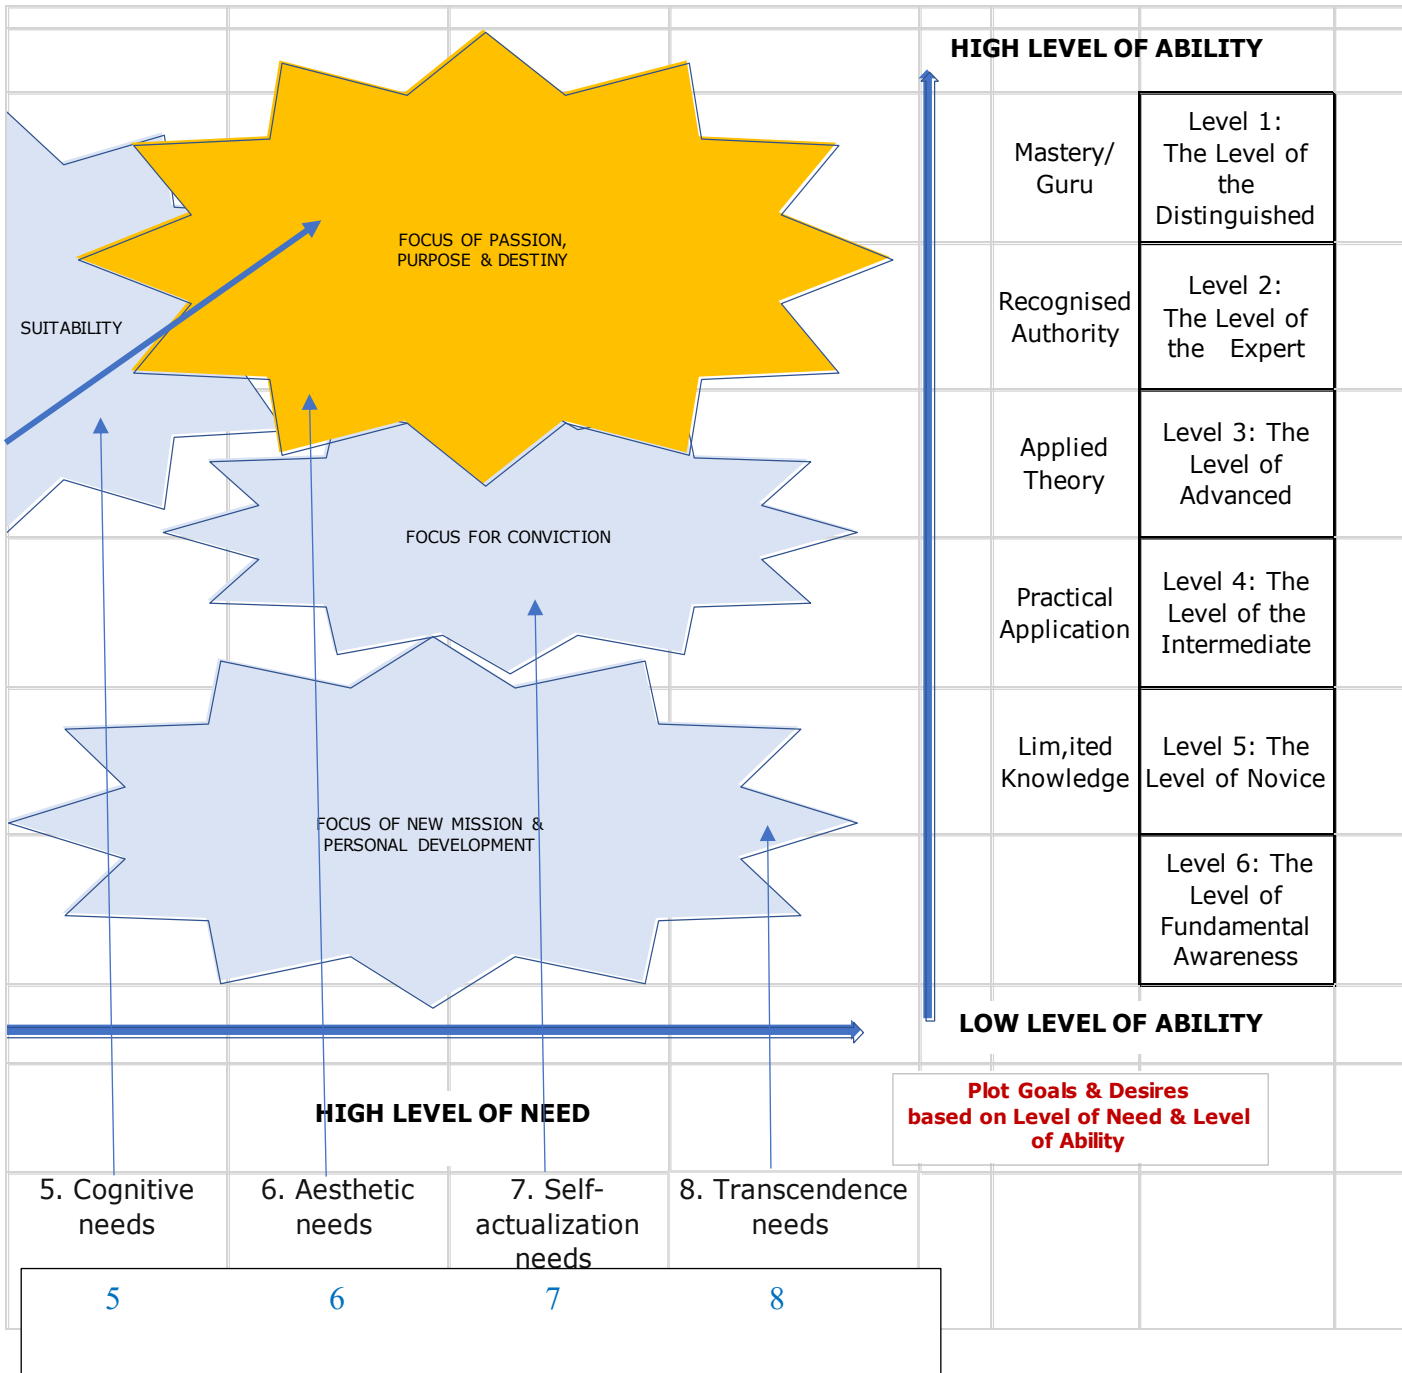 HIGH LEVEL OF ABILITY
Mastery/
Guru
Level 1:
The Level of
the
Distinguished
FOCUS OF PASSION,
PURPOSE & DESTINY
SUITABILITY
Recognised
Authority
Level 2:
The Level of
the Expert
Applied
Theory
Level 3: The
Level of
Advanced
FOCUS FOR CONVICTION
Practical
Application
Level 4: The
Level of the
Intermediate
Lim,ited
Knowledge
Level 5: The
Level of Novice
FOCUS OF NEW MISSION &
PERSONAL DEVELOPMENT
Level 6: The
Level of
Fundamental
Awareness
LOW LEVEL OF ABILITY
HIGH LEVEL OF NEED
Plot Goals & Desires
based on Level of Need & Level
of Ability
5. Cognitive
needs
6. Aesthetic
needs
7. Self-
actualization
needs
8. Transcendence
needs
5
6
7
8